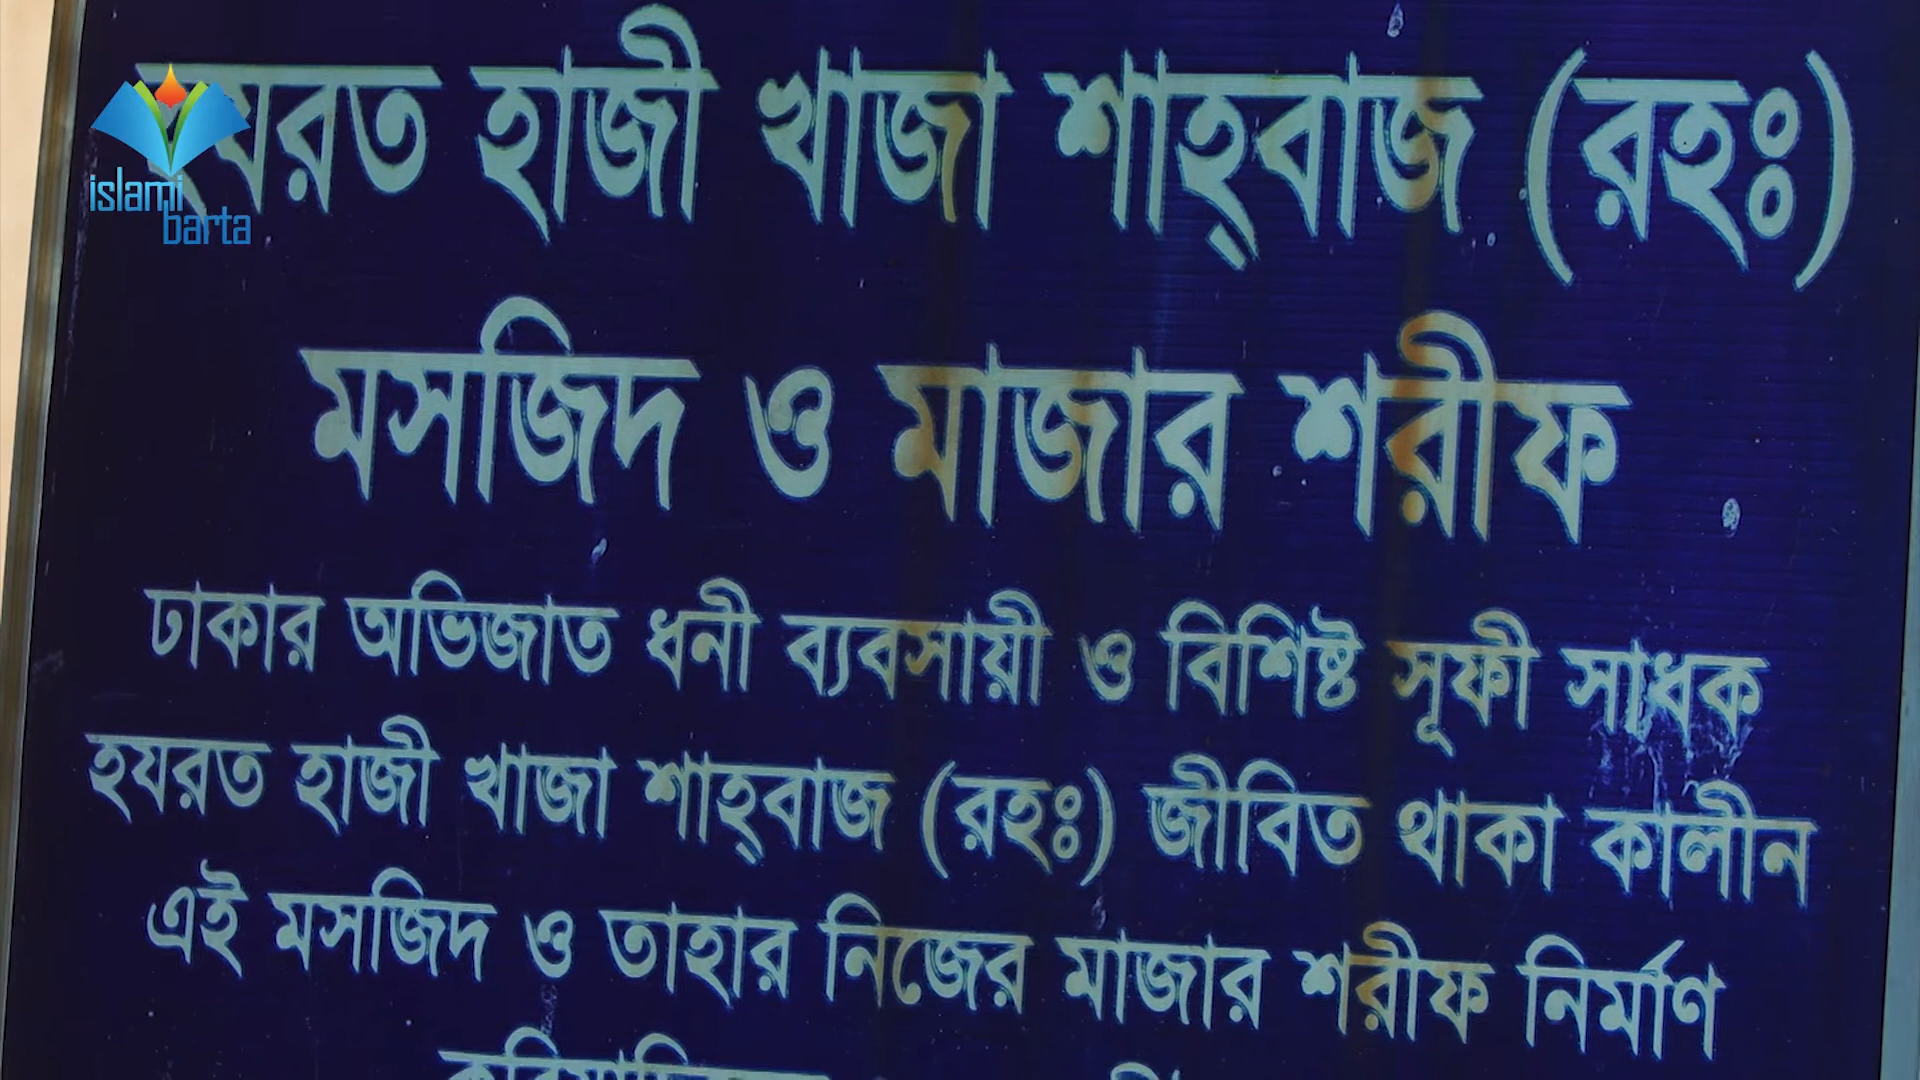 হযরত হাজী খাজা শাহ্‌বাজ (রহঃ)
islami
barta
মসজিদ ও মাজার শরীফ
ঢাকার অভিজাত ধনী ব্যবসায়ী ও বিশিষ্ট সূফী সাধক
হযরত হাজী খাজা শাহ্‌বাজ (রহঃ) জীবিত থাকা কালীন
এই মসজিদ ও তাহার নিজের মাজার শরীফ নির্মাণ